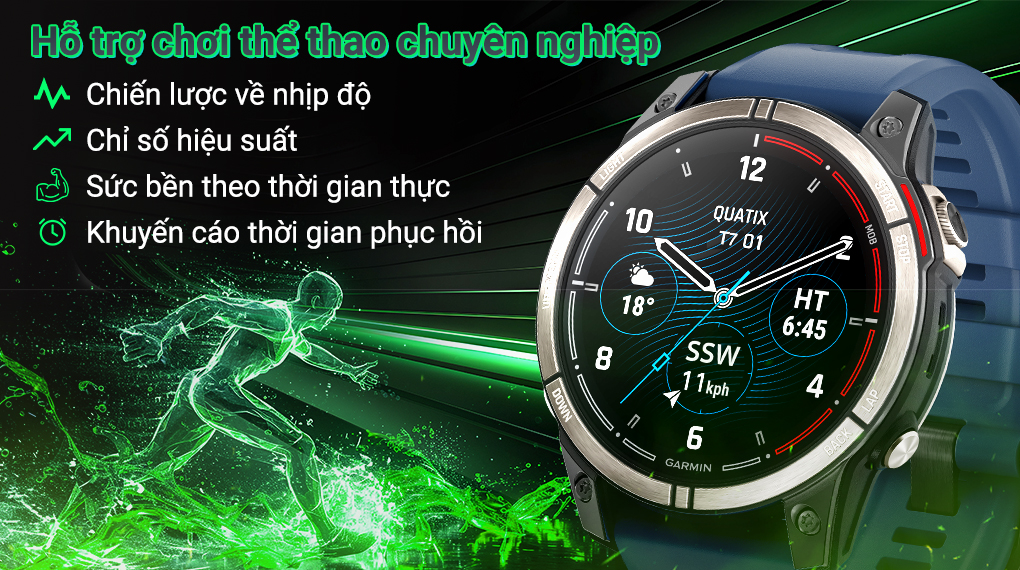 Hỗ trợ chơi thể thao chuyên nghiệp
Chiến lược về nhịp độ
Chỉ số hiệu suất
Sức bền theo thời gian thực
Khuyến cáo thời gian phục hồi
LIGHT
START
STOP
MOB
12
10
2
QUATIX
T7 01
18°
HT
6:45
SSW
11kph
8
4
6
GARMIN
DOWN
LAP
BACK